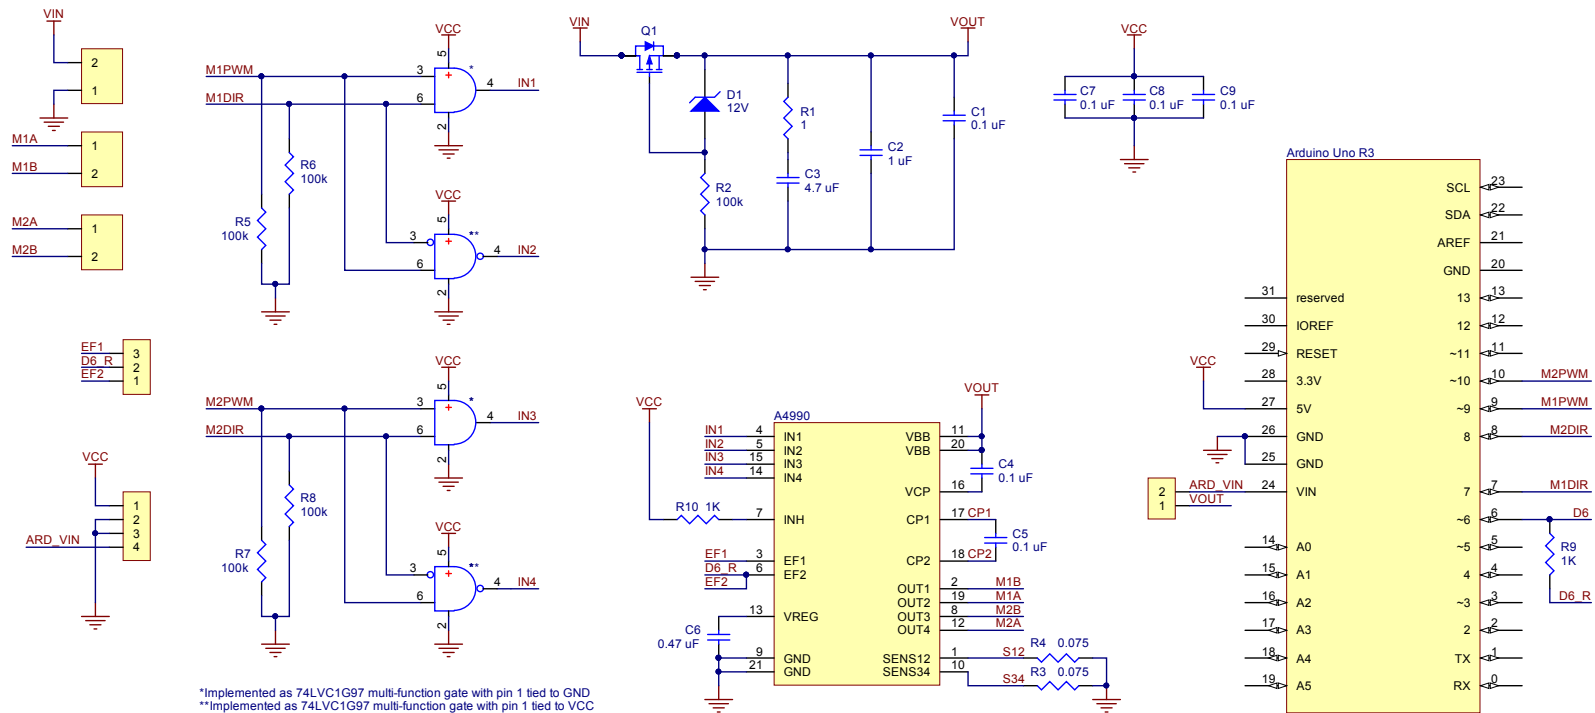 VIN
2
1
M1A
1
M1B
2
M2A
1
M2B
2
EF1
3
D6_R
2
EF2
1
VCC
1
2
3
ARD_VIN
4
VCC
5
M1PWM
3
+
*
4
IN1
M1DIR
6
2
R6
100k
R5
100k
VCC
5
3
+
**
4
IN2
6
2
VCC
5
M2PWM
3
+
*
4
IN3
M2DIR
6
2
R8
100k
R7
100k
VCC
5
3
+
**
4
IN4
6
2
*Implemented as 74LVC1G97 multi-function gate with pin 1 tied to GND
**Implemented as 74LVC1G97 multi-function gate with pin 1 tied to VCC
VIN
Q1
VOUT
D1
12V
R1
1
C1
0.1 uF
C2
1 uF
C3
4.7 uF
R2
100k
VCC
C7
0.1 uF
C8
0.1 uF
C9
0.1 uF
VCC
A4990
VOUT
IN1
4
IN1
IN2
5
IN2
IN3
15
IN3
IN4
14
IN4
R10 1K
7
INH
EF1
3
EF1
D6_R
6
EF2
EF2
13
VREG
C6
0.47 uF
9
GND
21
GND
VBB
11
VBB
20
C4
0.1 uF
VCP
16
CP1
17
CP1
C5
0.1 uF
CP2
18
CP2
OUT1
2
M1B
OUT2
19
M1A
OUT3
8
M2B
OUT4
12
M2A
SENS12
1
S12
R4 0.075
SENS34
10
S34
R3 0.075
Arduino Uno R3
SCL
23
SDA
22
AREF
21
GND
20
31
reserved
13
13
30
IOREF
12
12
29
RESET
~11
11
28
3.3V
~10
10
M2PWM
VCC
27
5V
~9
9
M1PWM
26
GND
8
8
M2DIR
25
GND
2
ARD_VIN
24
VIN
7
7
M1DIR
1
VOUT
~6
6
D6
14
A0
~5
5
R9
1K
15
A1
4
4
16
A2
~3
3
D6_R
17
A3
2
2
18
A4
TX
1
19
A5
RX
0